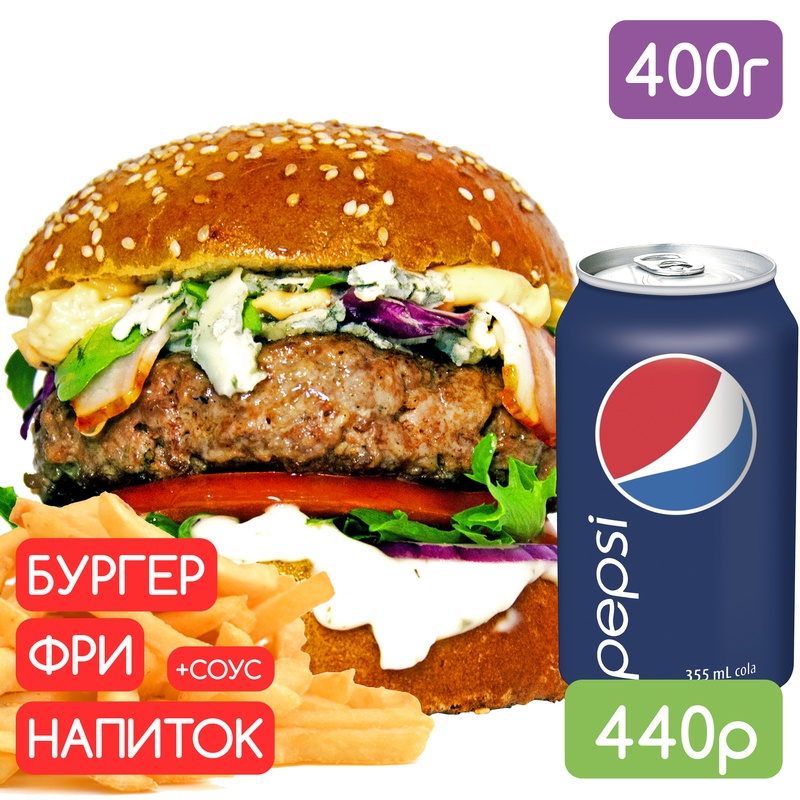 400г
pepsi
355 mL cola
БУРГЕР
ФРИ
+СОУС
НАПИТОК
440р